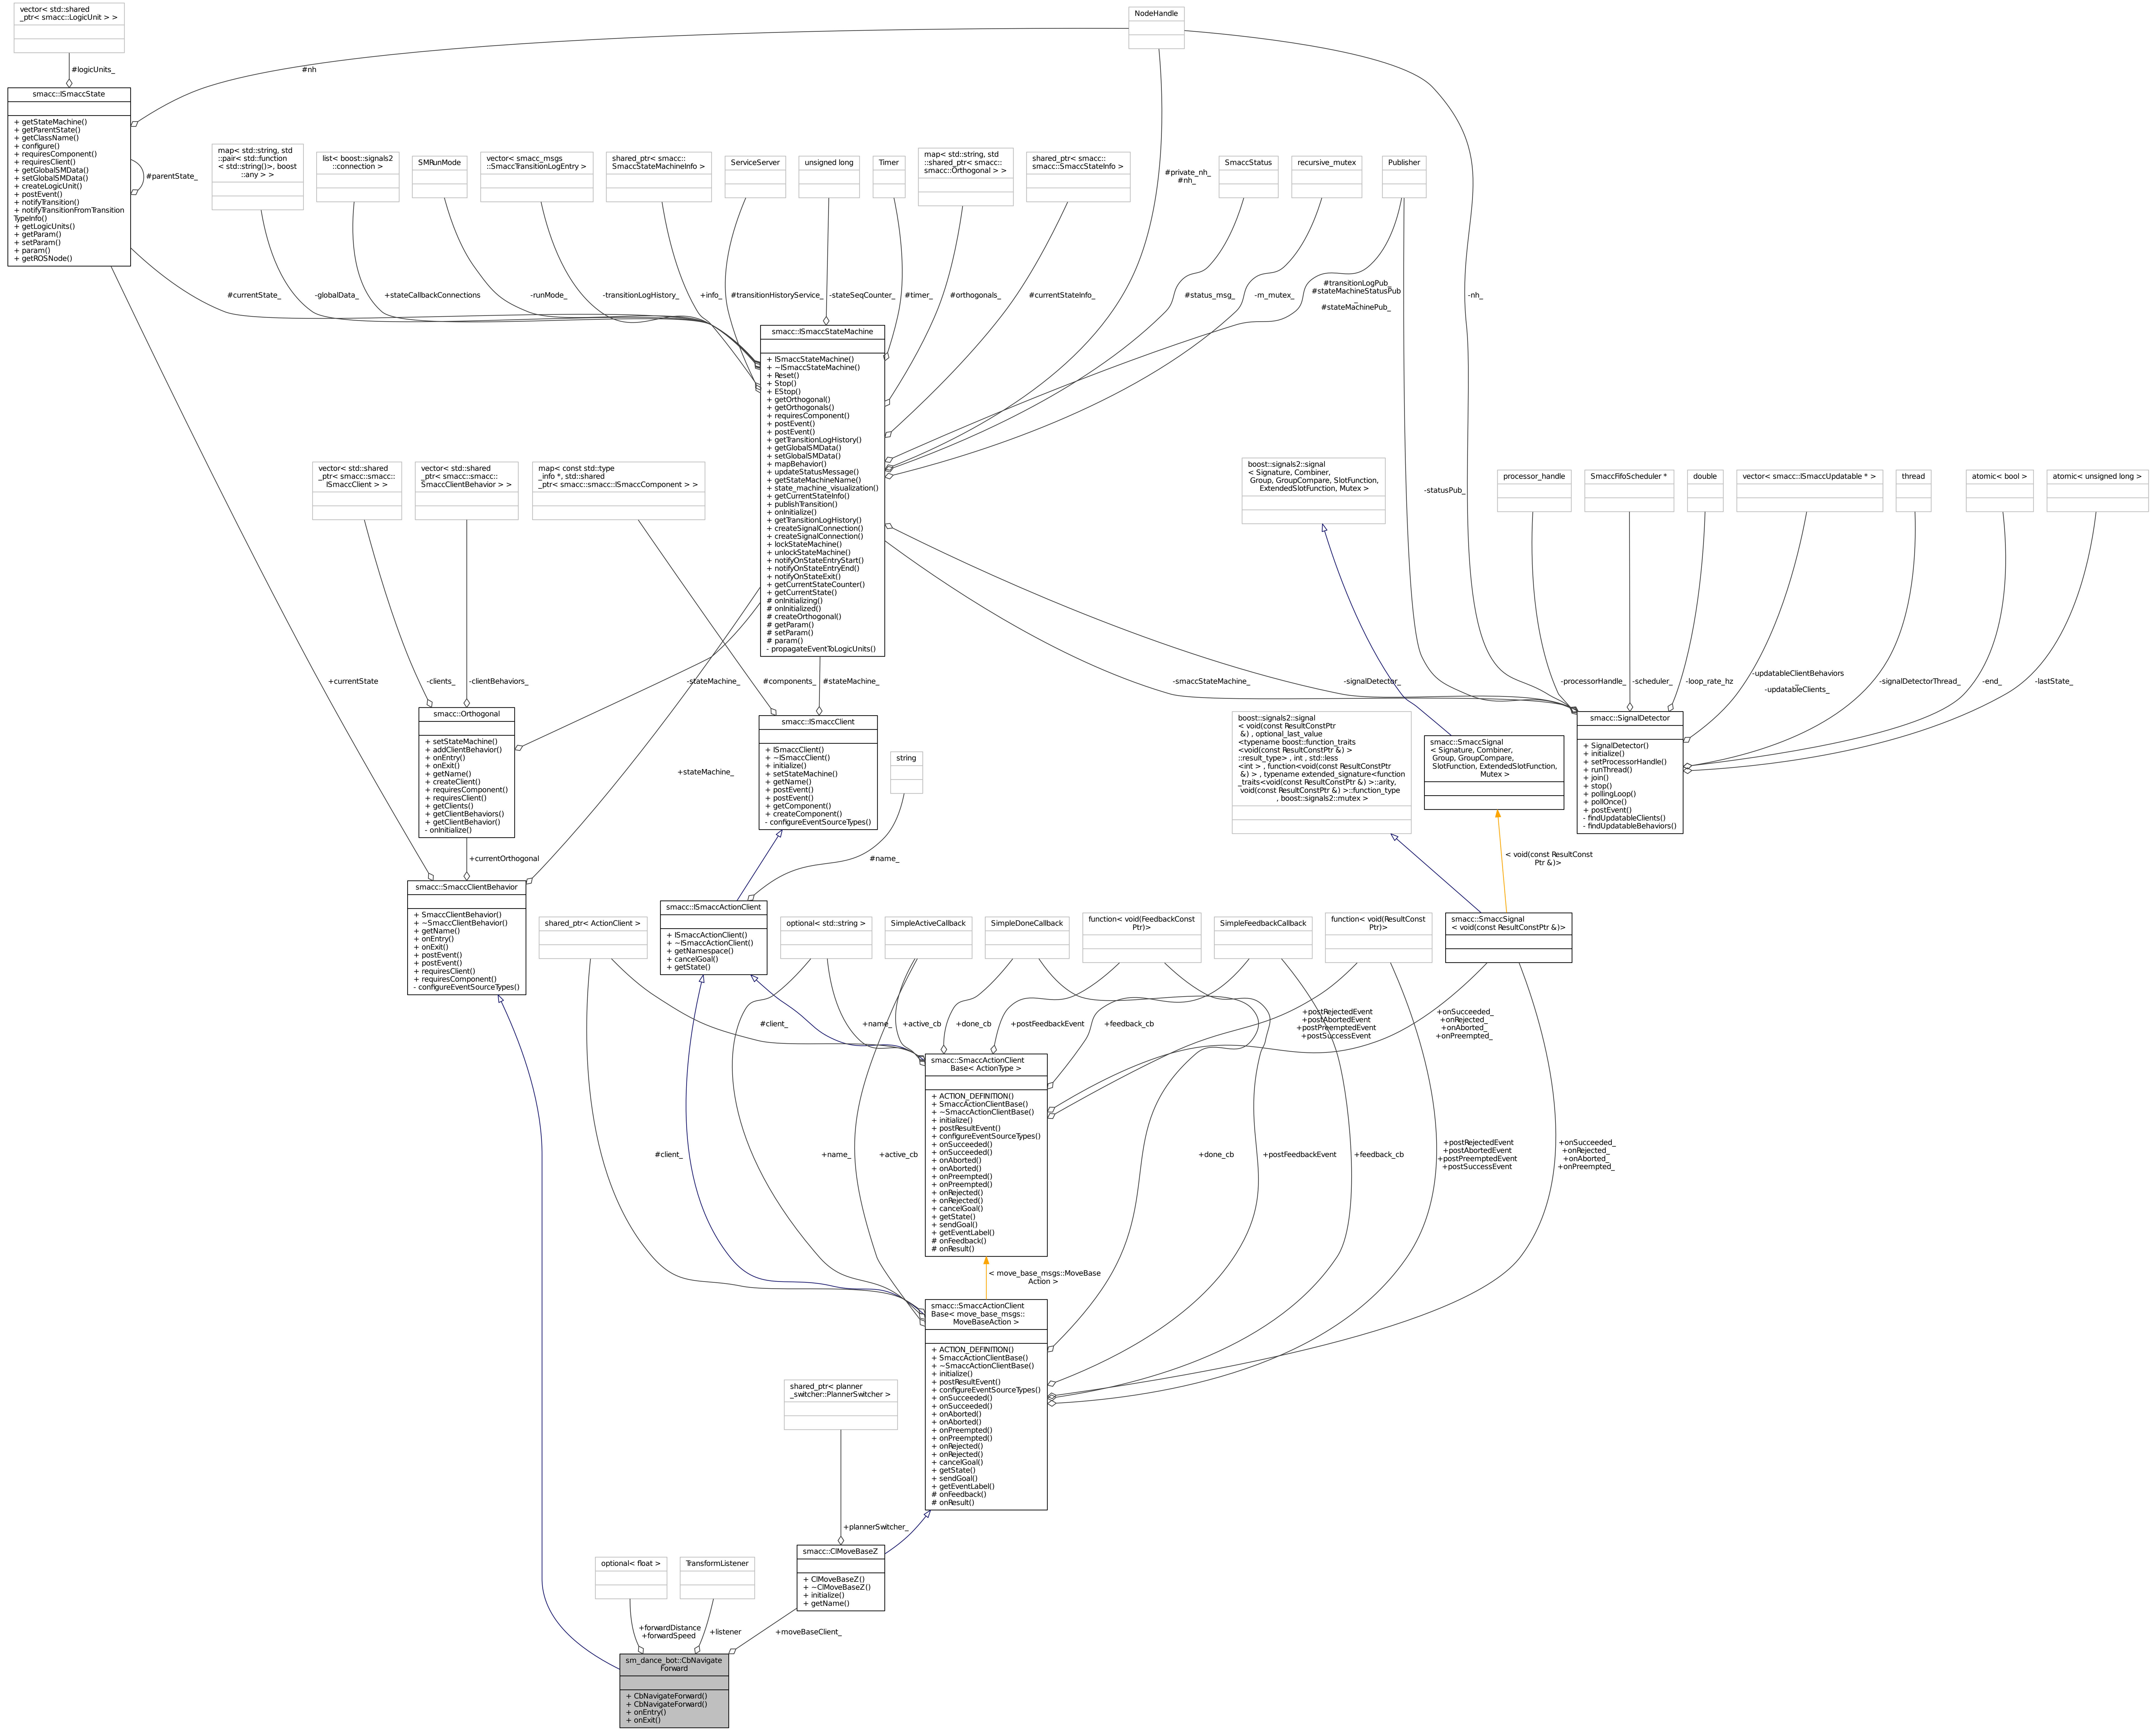 vector< std::shared
_ptr< smacc::LogicUnit > >
NodeHandle
#logicUnits_
#nh
smacc::ISmaccState
+ getStateMachine()
+ getParentState()
+ getClassName()
+ configure()
+ requiresComponent()
+ requiresClient()
+ getGlobalSMData()
+ setGlobalSMData()
+ createLogicUnit()
+ postEvent()
+ notifyTransition()
+ notifyTransitionFromTransition
TypeInfo()
+ getLogicUnits()
+ getParam()
+ setParam()
+ param()
+ getROSNode()
#parentState_
map< std::string, std
::pair< std::function
< std::string()>, boost
::any > >
list< boost::signals2
::connection >
SMRunMode
vector< smacc_msgs
::SmaccTransitionLogEntry >
shared_ptr< smacc::
SmaccStateMachineInfo >
ServiceServer
unsigned long
Timer
map< std::string, std
::shared_ptr< smacc::
smacc::Orthogonal > >
shared_ptr< smacc::
smacc::SmaccStateInfo >
#private_nh_
#nh_
SmaccStatus
recursive_mutex
Publisher
#currentState_
-globalData_
+stateCallbackConnections
-runMode_
-transitionLogHistory_
+info_
#transitionHistoryService_
-stateSeqCounter_
#timer_
#orthogonals_
#currentStateInfo_
#status_msg_
-m_mutex_
#transitionLogPub_
#stateMachineStatusPub
_
#stateMachinePub_
-nh_
smacc::ISmaccStateMachine
+ ISmaccStateMachine()
+ ~ISmaccStateMachine()
+ Reset()
+ Stop()
+ EStop()
+ getOrthogonal()
+ getOrthogonals()
+ requiresComponent()
+ postEvent()
+ postEvent()
+ getTransitionLogHistory()
+ getGlobalSMData()
+ setGlobalSMData()
+ mapBehavior()
+ updateStatusMessage()
+ getStateMachineName()
+ state_machine_visualization()
+ getCurrentStateInfo()
+ publishTransition()
+ onInitialize()
+ getTransitionLogHistory()
+ createSignalConnection()
+ createSignalConnection()
+ lockStateMachine()
+ unlockStateMachine()
+ notifyOnStateEntryStart()
+ notifyOnStateEntryEnd()
+ notifyOnStateExit()
+ getCurrentStateCounter()
+ getCurrentState()
# onInitializing()
# onInitialized()
# createOrthogonal()
# getParam()
# setParam()
# param()
- propagateEventToLogicUnits()
vector< std::shared
_ptr< smacc::smacc::
ISmaccClient > >
vector< std::shared
_ptr< smacc::smacc::
SmaccClientBehavior > >
map< const std::type
_info *, std::shared
_ptr< smacc::smacc::ISmaccComponent > >
boost::signals2::signal
< Signature, Combiner,
Group, GroupCompare, SlotFunction,
ExtendedSlotFunction, Mutex >
-statusPub_
processor_handle
SmaccFifoScheduler *
double
vector< smacc::ISmaccUpdatable * >
thread
atomic< bool >
atomic< unsigned long >
+currentState
-clients_
-clientBehaviors_
-stateMachine_
#components_
#stateMachine_
-smaccStateMachine_
-signalDetector_
-processorHandle_
-scheduler_
-loop_rate_hz
-updatableClientBehaviors
_
-updatableClients_
-signalDetectorThread_
-end_
-lastState_
smacc::Orthogonal
+ setStateMachine()
+ addClientBehavior()
+ onEntry()
+ onExit()
+ getName()
+ createClient()
+ requiresComponent()
+ requiresClient()
+ getClients()
+ getClientBehaviors()
+ getClientBehavior()
- onInitialize()
+stateMachine_
smacc::ISmaccClient
+ ISmaccClient()
+ ~ISmaccClient()
+ initialize()
+ setStateMachine()
+ getName()
+ postEvent()
+ postEvent()
+ getComponent()
+ createComponent()
- configureEventSourceTypes()
string
boost::signals2::signal
< void(const ResultConstPtr
&) , optional_last_value
<typename boost::function_traits
<void(const ResultConstPtr &) >
::result_type> , int , std::less
<int > , function<void(const ResultConstPtr
&) > , typename extended_signature<function
_traits<void(const ResultConstPtr &) >::arity,
void(const ResultConstPtr &) >::function_type
, boost::signals2::mutex >
smacc::SmaccSignal
< Signature, Combiner,
Group, GroupCompare,
SlotFunction, ExtendedSlotFunction,
Mutex >
smacc::SignalDetector
+ SignalDetector()
+ initialize()
+ setProcessorHandle()
+ runThread()
+ join()
+ stop()
+ pollingLoop()
+ pollOnce()
+ postEvent()
- findUpdatableClients()
- findUpdatableBehaviors()
+currentOrthogonal
#name_
< void(const ResultConst
Ptr &)>
smacc::SmaccClientBehavior
+ SmaccClientBehavior()
+ ~SmaccClientBehavior()
+ getName()
+ onEntry()
+ onExit()
+ postEvent()
+ postEvent()
+ requiresClient()
+ requiresComponent()
- configureEventSourceTypes()
shared_ptr< ActionClient >
smacc::ISmaccActionClient
+ ISmaccActionClient()
+ ~ISmaccActionClient()
+ getNamespace()
+ cancelGoal()
+ getState()
optional< std::string >
SimpleActiveCallback
SimpleDoneCallback
function< void(FeedbackConst
Ptr)>
SimpleFeedbackCallback
function< void(ResultConst
Ptr)>
smacc::SmaccSignal
< void(const ResultConstPtr &)>
#client_
+name_
+active_cb
+done_cb
+postFeedbackEvent
+feedback_cb
+postRejectedEvent
+postAbortedEvent
+postPreemptedEvent
+postSuccessEvent
+onSucceeded_
+onRejected_
+onAborted_
+onPreempted_
smacc::SmaccActionClient
Base< ActionType >
+ ACTION_DEFINITION()
+ SmaccActionClientBase()
+ ~SmaccActionClientBase()
+ initialize()
+ postResultEvent()
+ configureEventSourceTypes()
+ onSucceeded()
+ onSucceeded()
+ onAborted()
+ onAborted()
+ onPreempted()
+ onPreempted()
+ onRejected()
+ onRejected()
+ cancelGoal()
+ getState()
+ sendGoal()
+ getEventLabel()
# onFeedback()
# onResult()
#client_
+name_
+active_cb
+done_cb
+postFeedbackEvent
+feedback_cb
+postRejectedEvent
+postAbortedEvent
+postPreemptedEvent
+postSuccessEvent
+onSucceeded_
+onRejected_
+onAborted_
+onPreempted_
< move_base_msgs::MoveBase
Action >
smacc::SmaccActionClient
Base< move_base_msgs::
MoveBaseAction >
+ ACTION_DEFINITION()
+ SmaccActionClientBase()
+ ~SmaccActionClientBase()
+ initialize()
+ postResultEvent()
+ configureEventSourceTypes()
+ onSucceeded()
+ onSucceeded()
+ onAborted()
+ onAborted()
+ onPreempted()
+ onPreempted()
+ onRejected()
+ onRejected()
+ cancelGoal()
+ getState()
+ sendGoal()
+ getEventLabel()
# onFeedback()
# onResult()
shared_ptr< planner
_switcher::PlannerSwitcher >
+plannerSwitcher_
smacc::ClMoveBaseZ
+ ClMoveBaseZ()
+ ~ClMoveBaseZ()
+ initialize()
+ getName()
optional< float >
TransformListener
+forwardDistance
+forwardSpeed
+listener
+moveBaseClient_
sm_dance_bot::CbNavigate
Forward
+ CbNavigateForward()
+ CbNavigateForward()
+ onEntry()
+ onExit()